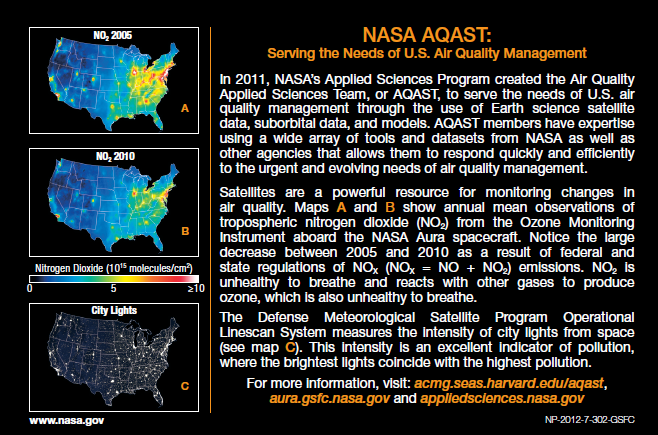 NO₂ 2005
A
NO₂ 2010
B
Nitrogen Dioxide (10¹⁵ molecules/cm²)
0 5 ≥10
City Lights
C
www.nasa.gov
NASA AQAST:
Serving the Needs of U.S. Air Quality Management
In 2011, NASA's Applied Sciences Program created the Air Quality
Applied Sciences Team, or AQAST, to serve the needs of U.S. air
quality management through the use of Earth science satellite
data, suborbital data, and models. AQAST members have expertise
using a wide array of tools and datasets from NASA as well as
other agencies that allows them to respond quickly and efficiently
to the urgent and evolving needs of air quality management.
Satellites are a powerful resource for monitoring changes in
air quality. Maps A and B show annual mean observations of
tropospheric nitrogen dioxide (NO₂) from the Ozone Monitoring
Instrument aboard the NASA Aura spacecraft. Notice the large
decrease between 2005 and 2010 as a result of federal and
state regulations of NOₓ (NOₓ = NO + NO₂) emissions. NO₂ is
unhealthy to breathe and reacts with other gases to produce
ozone, which is also unhealthy to breathe.
The Defense Meteorological Satellite Program Operational
Linescan System measures the intensity of city lights from space
(see map C). This intensity is an excellent indicator of pollution,
where the brightest lights coincide with the highest pollution.
For more information, visit: acmg.seas.harvard.edu/aqast,
aura.gsfc.nasa.gov and appliedsciences.nasa.gov
NP-2012-7-302-GSFC